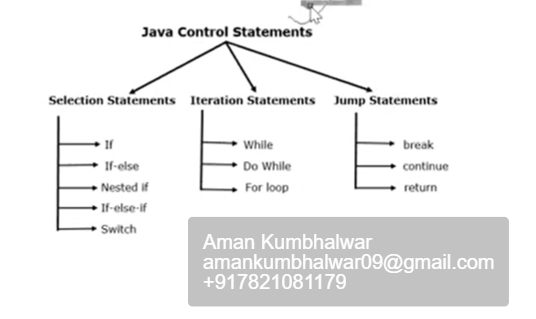 Java Control Statements
Selection Statements
Iteration Statements
Jump Statements
If
If-else
Nested if
If-else-if
Switch
While
Do While
For loop
break
continue
return
Aman Kumbhalwar
amankumbhalwar09@gmail.com
+917821081179